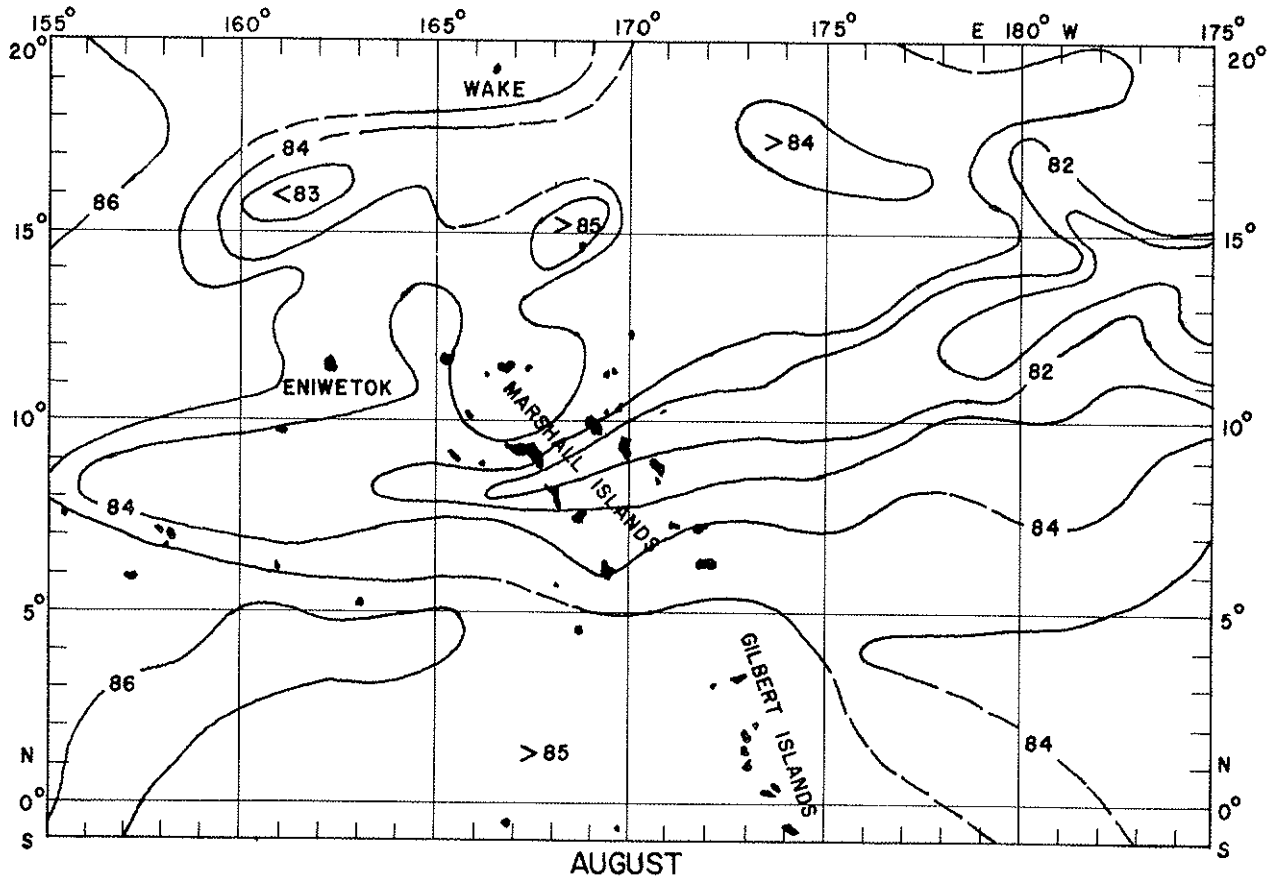 155° 160° 165° 170° 175° E 180° W 175°
20° 20°
WAKE
84 >84 82
<83
86
>85
15° 15°
ENIWETOK 82
MARSHALL ISLANDS
10° 10°
84 84
5° 5°
GILBERT ISLANDS
86
>85 84
N N
0° 0°
S S
AUGUST